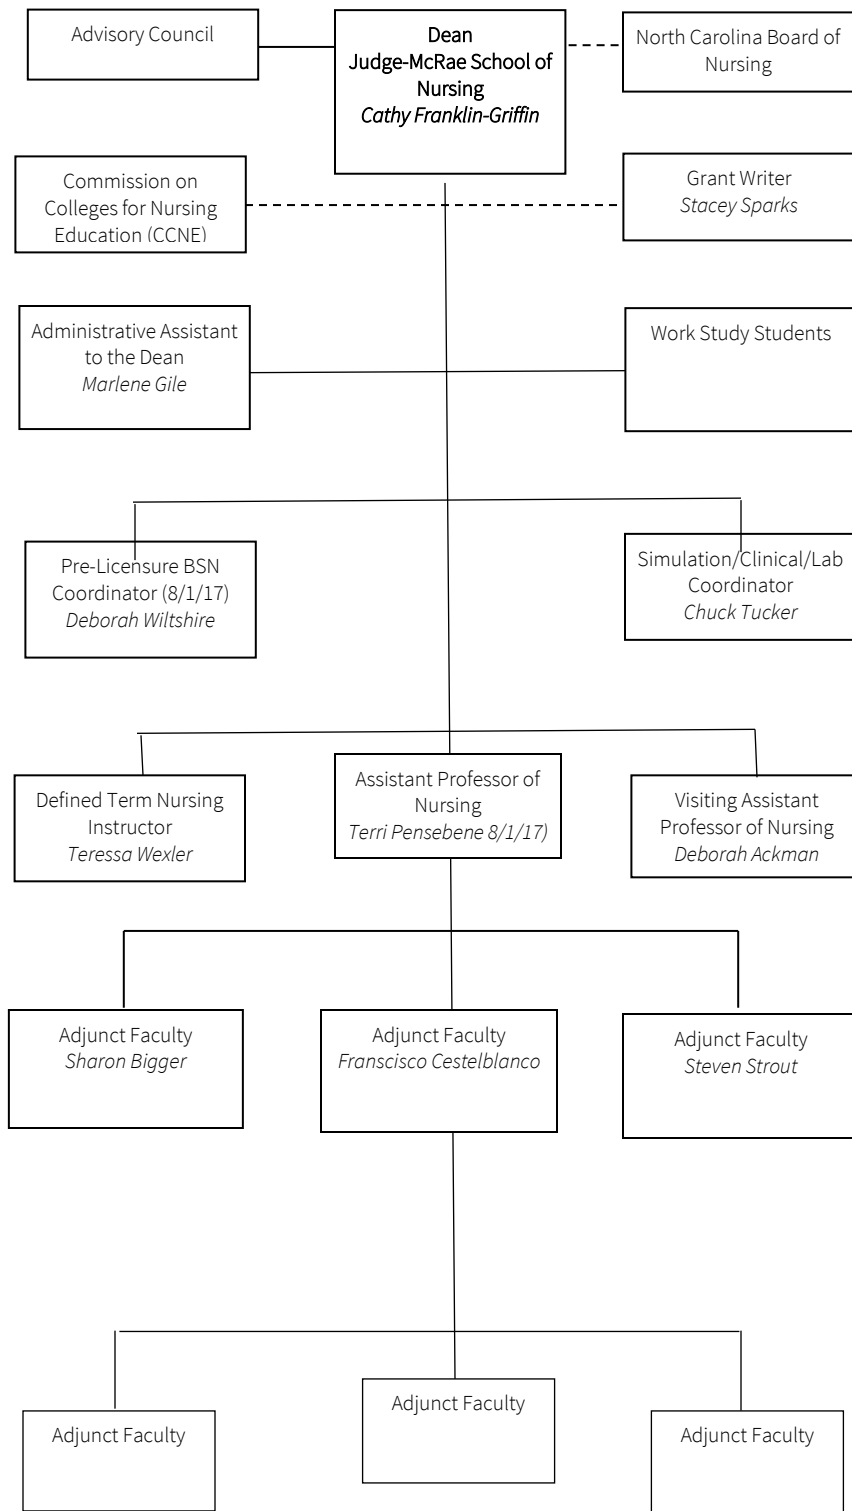 Advisory Council
Dean
Judge-McRae School of
Nursing
Cathy Franklin-Griffin
North Carolina Board of
Nursing
Commission on
Colleges for Nursing
Education (CCNE)
Grant Writer
Stacey Sparks
Administrative Assistant
to the Dean
Marlene Gile
Work Study Students
Pre-Licensure BSN
Coordinator (8/1/17)
Deborah Wiltshire
Simulation/Clinical/Lab
Coordinator
Chuck Tucker
Defined Term Nursing
Instructor
Teressa Wexler
Assistant Professor of
Nursing
Terri Pensebene 8/1/17)
Visiting Assistant
Professor of Nursing
Deborah Ackman
Adjunct Faculty
Sharon Bigger
Adjunct Faculty
Franscisco Cestelblanco
Adjunct Faculty
Steven Strout
Adjunct Faculty
Adjunct Faculty
Adjunct Faculty